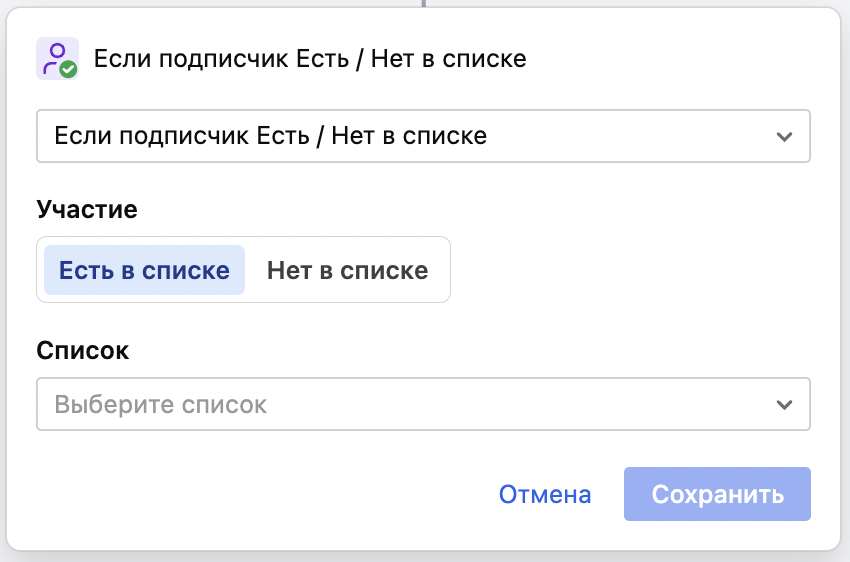 Если подписчик Есть / Нет в списке
Если подписчик Есть / Нет в списке
Участие
Есть в списке Нет в списке
Список
Выберите список
Отмена Сохранить